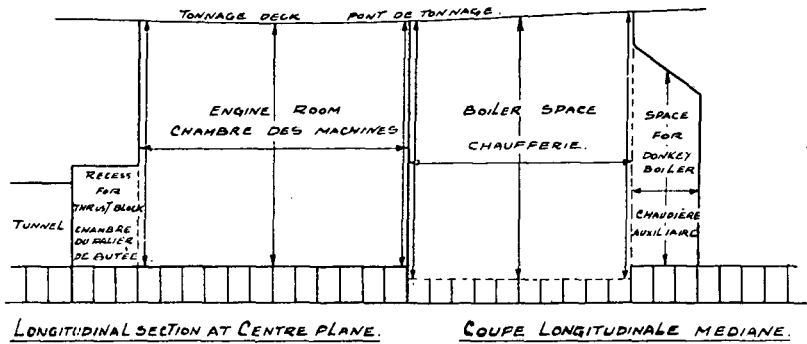 TONNAGE DECK PONT DE TONNAGE.
ENGINE ROOM
CHAMBRE DES MACHINES
BOILER SPACE
CHAUFFERIE.
SPACE
FOR
DONKEY
BOILER
CHAUDIÈRE
AUXILIAIRE
RECESS
FOR
THRUST BLOCK
CHAMBRE
DU PALIER
DE BUTÉE
TUNNEL
LONGITUDINAL SECTION AT CENTRE PLANE. COUPE LONGITUDINALE MEDIANE.